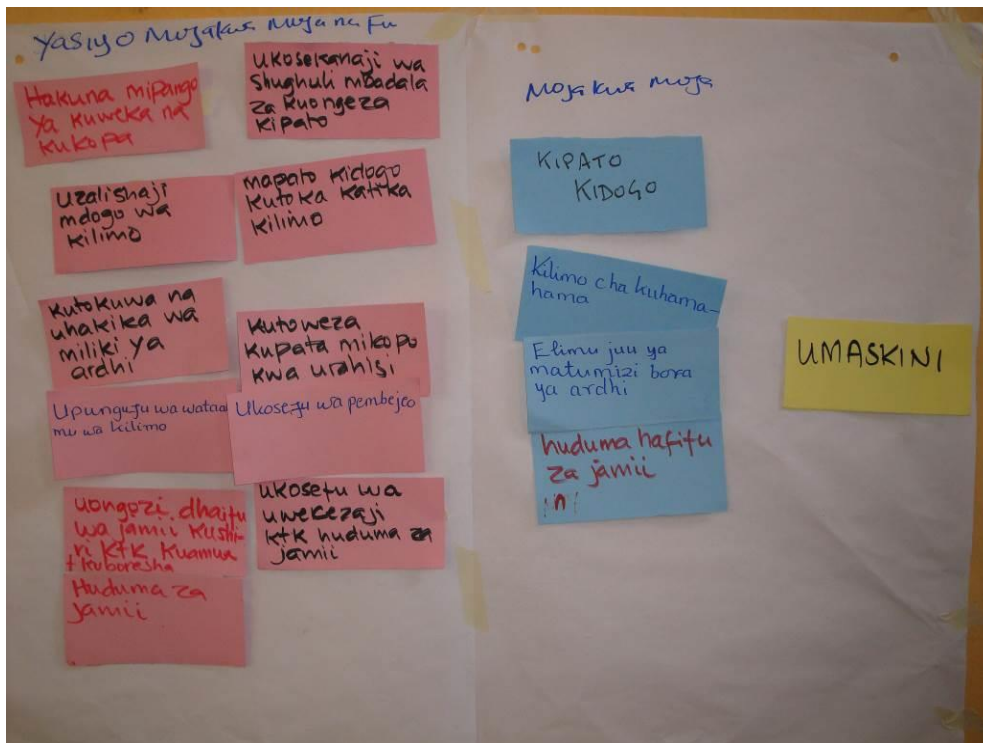 Yasiyo Mojakwa Moja na Fu
Hakuna mipango
ya kuweka na
kukopa
Ukosekanaji wa
Shughuli mbadala
za kuongeza
kipato
Uzalishaji
mdogo wa
kilimo
mapato kidogo
kutoka katika
kilimo
Kutokuwa na
uhakika wa
miliki ya
ardhi
Kutoweza
kupata mikopo
kwa urahisi
Upungufu wa wataa
mu wa kilimo
Ukosefu wa pembejeo
uongozi dhaifu
wa jamii Kushi-
ri ktk kuamua
+ kuboresha
Huduma za
jamii
ukosefu wa
uwekezaji
ktk huduma za
jamii
Moja kwa moja
KIPATO
KIDOGO
Kilimo cha kuhama-
hama
Elimu juu ya
matumizi bora
ya ardhi
huduma hafifu
za jamii
UMASKINI